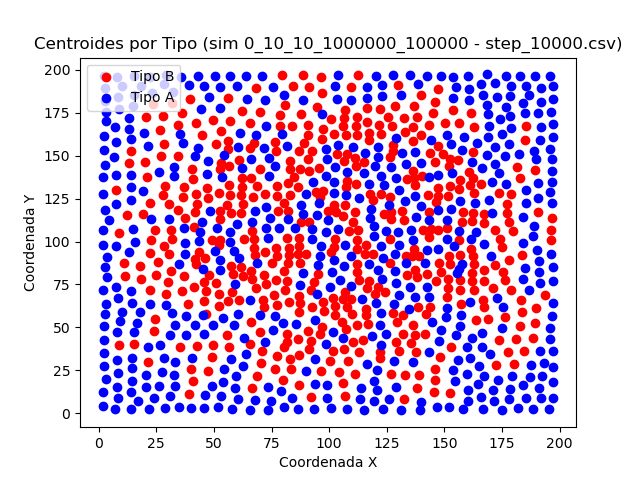 Centroides por Tipo (sim 0_10_10_1000000_100000 - step_10000.csv)
Tipo B
Tipo A
Coordenada Y
200
175
150
125
100
75
50
25
0
0 25 50 75 100 125 150 175 200
Coordenada X